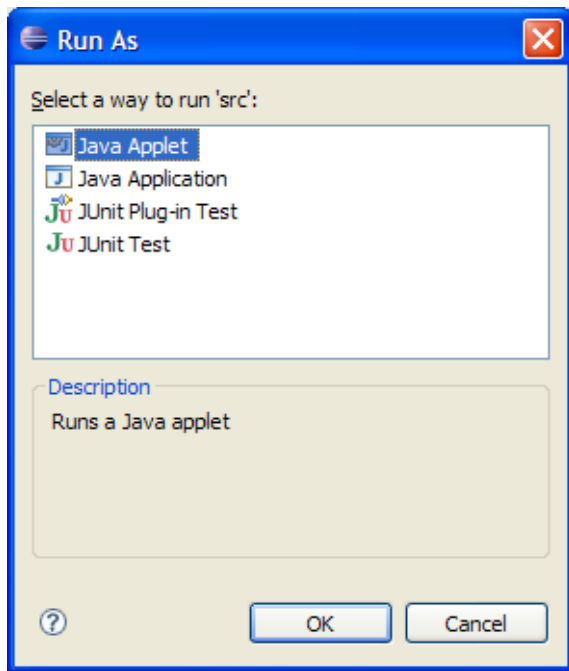 Run As
Select a way to run 'src':
Java Applet
Java Application
JUnit Plug-in Test
JUnit Test
Description
Runs a Java applet
OK
Cancel